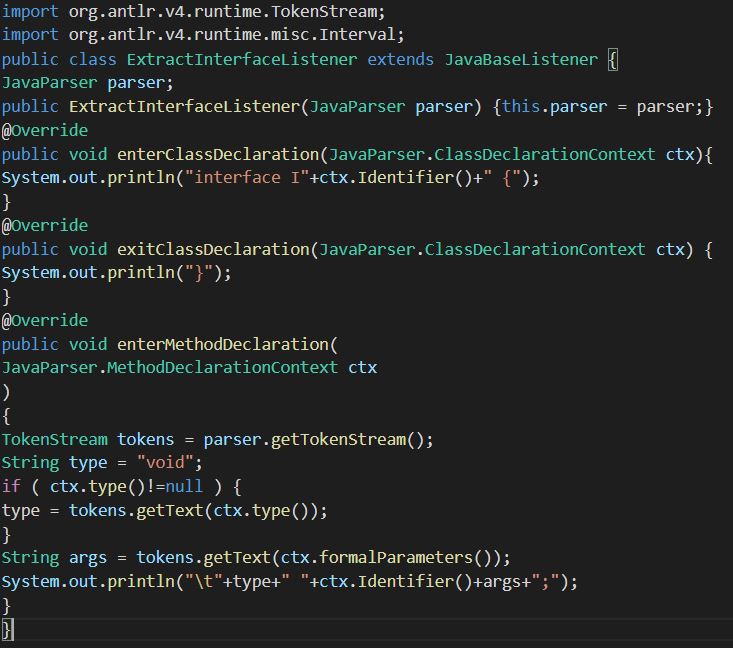 import org.antlr.v4.runtime.TokenStream;
import org.antlr.v4.runtime.misc.Interval;
public class ExtractInterfaceListener extends JavaBaseListener {
JavaParser parser;
public ExtractInterfaceListener(JavaParser parser) {this.parser = parser;}
@Override
public void enterClassDeclaration(JavaParser.ClassDeclarationContext ctx){
System.out.println("interface I"+ctx.Identifier()+" {");
}
@Override
public void exitClassDeclaration(JavaParser.ClassDeclarationContext ctx) {
System.out.println("}");
}
@Override
public void enterMethodDeclaration(
JavaParser.MethodDeclarationContext ctx
)
{
TokenStream tokens = parser.getTokenStream();
String type = "void";
if ( ctx.type()!=null ) {
type = tokens.getText(ctx.type());
}
String args = tokens.getText(ctx.formalParameters());
System.out.println("\t"+type+" "+ctx.Identifier()+args+";");
}
}